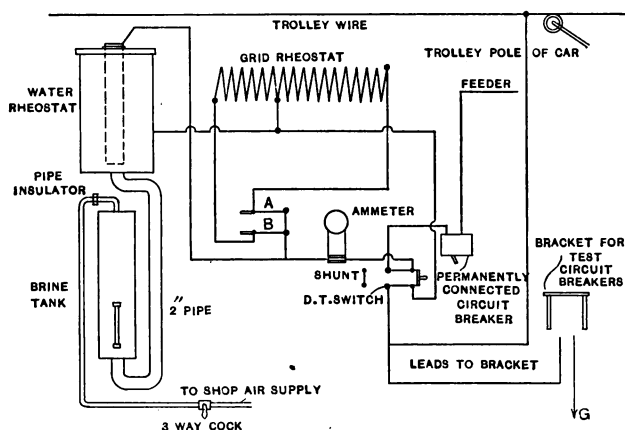 TROLLEY WIRE
GRID RHEOSTAT
TROLLEY POLE OF CAR
WATER
RHEOSTAT
FEEDER
PIPE
INSULATOR
A
B
AMMETER
BRINE
TANK
2" PIPE
SHUNT
D.T. SWITCH
PERMANENTLY
CONNECTED
CIRCUIT
BREAKER
BRACKET FOR
TEST
CIRCUIT
BREAKERS
LEADS TO BRACKET
TO SHOP AIR SUPPLY
3 WAY COCK
G